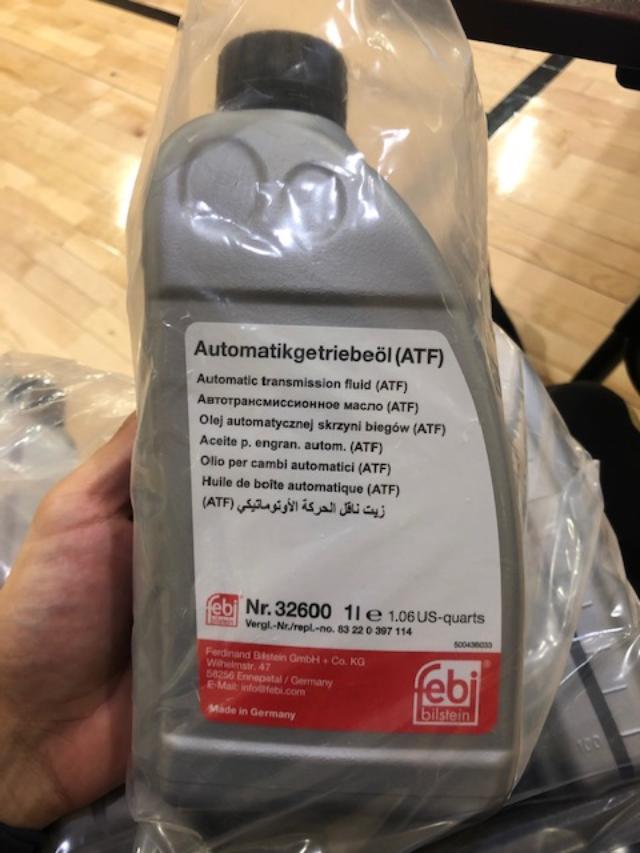 Automatikgetriebeöl (ATF)
Automatic transmission fluid (ATF)
Автотрансмиссионное масло (ATF)
Olej automatycznej skrzyni biegów (ATF)
Aceite p. engran. autom. (ATF)
Olio per cambi automatici (ATF)
Huile de boîte automatique (ATF)
زيت ناقل الحركة الأوتوماتيكي (ATF)
febi bilstein
Nr. 32600 1l e 1.06 US-quarts
Vergl.-Nr./repl.-no. 83 22 0 397 114
500436033
Ferdinand Bilstein GmbH + Co. KG
Wilhelmstr. 47
58256 Ennepetal / Germany
E-Mail: info@febi.com
Made in Germany
febi®
bilstein
100